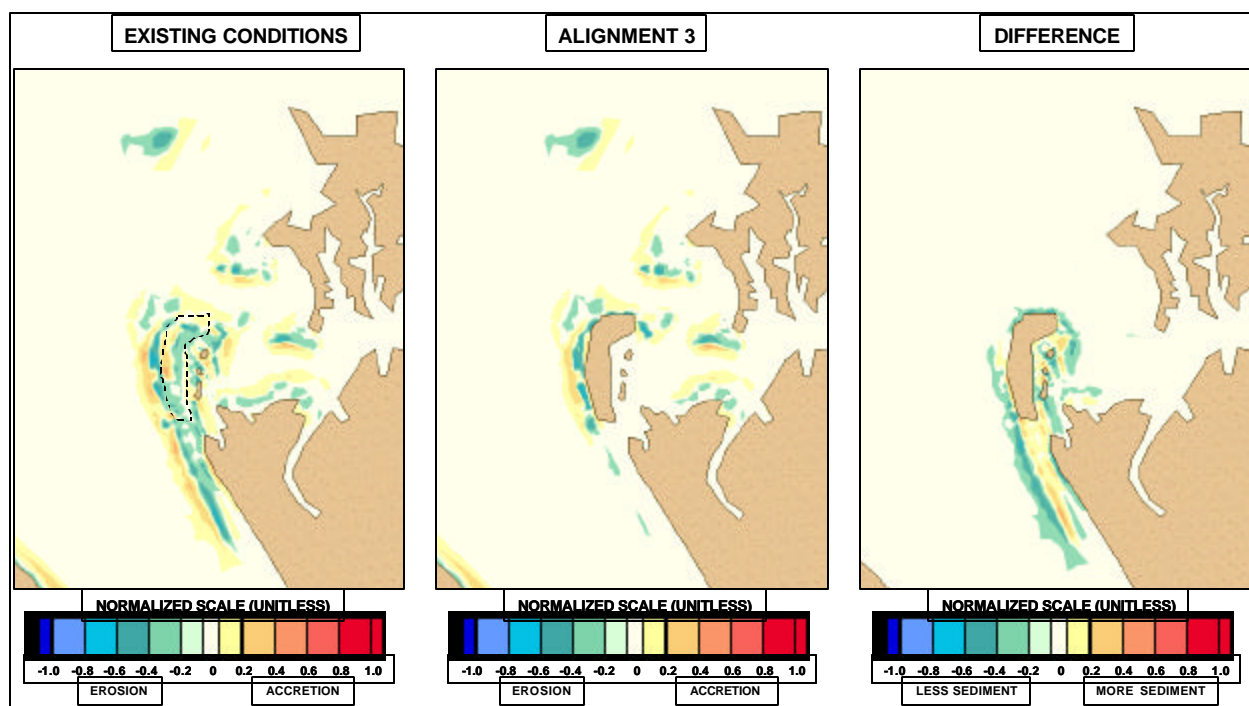 EXISTING CONDITIONS
ALIGNMENT 3
DIFFERENCE
NORMALIZED SCALE (UNITLESS)
-1.0 -0.8 -0.6 -0.4 -0.2 0 0.2 0.4 0.6 0.8 1.0
EROSION ACCRETION
NORMALIZED SCALE (UNITLESS)
-1.0 -0.8 -0.6 -0.4 -0.2 0 0.2 0.4 0.6 0.8 1.0
EROSION ACCRETION
NORMALIZED SCALE (UNITLESS)
-1.0 -0.8 -0.6 -0.4 -0.2 0 0.2 0.4 0.6 0.8 1.0
LESS SEDIMENT MORE SEDIMENT